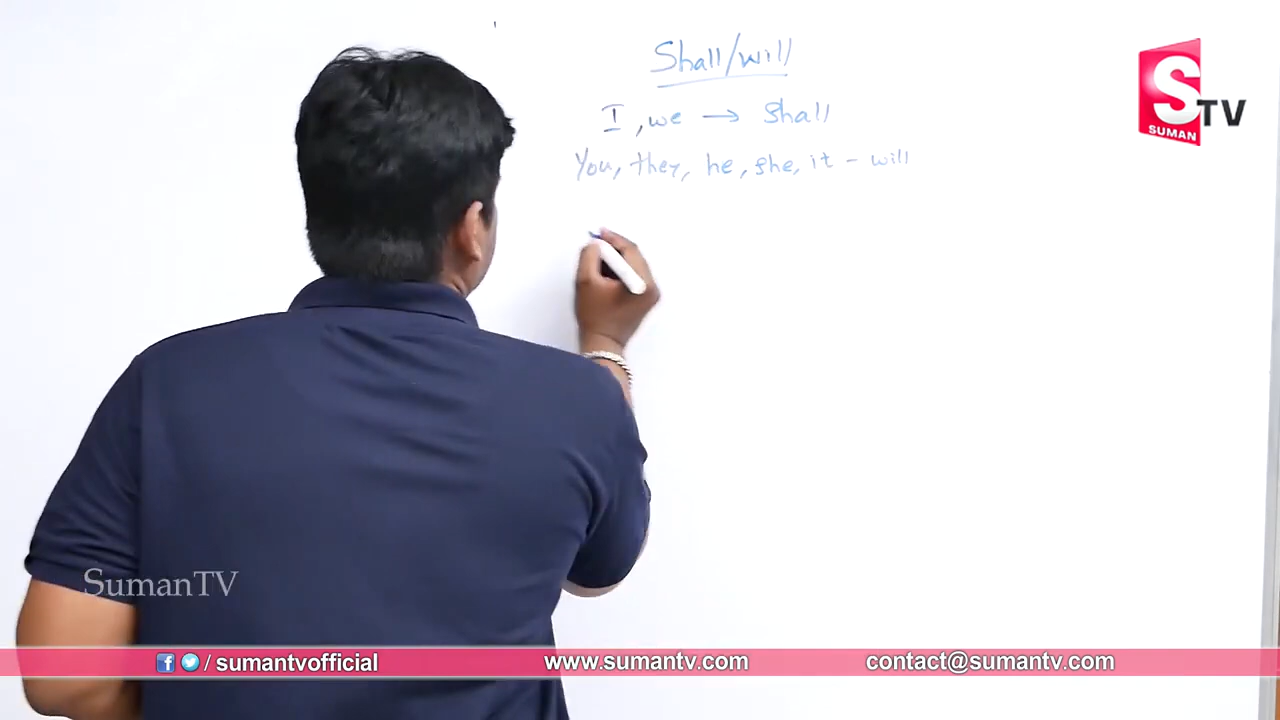 Shall/will
I, we → Shall
You, they, he, she, it - will
S TV
SUMAN
SumanTV
f / sumantvofficial
www.sumantv.com
contact@sumantv.com